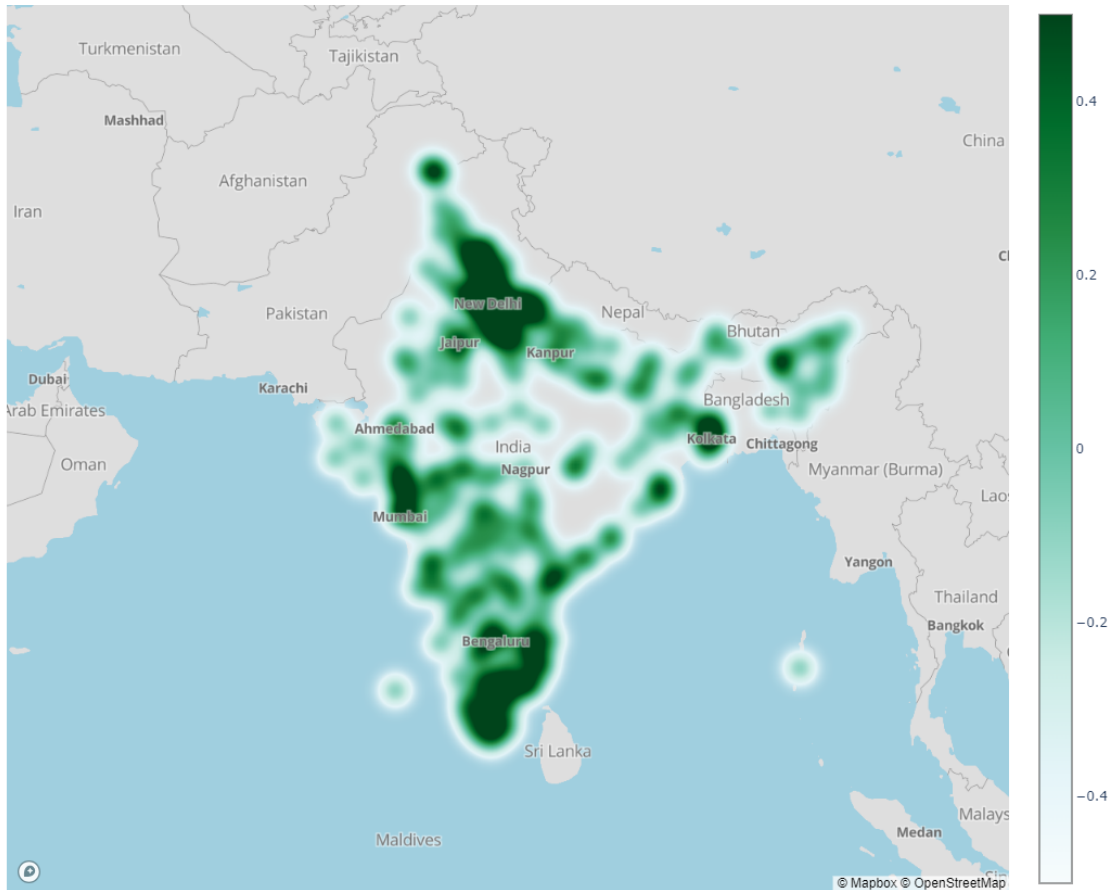 Turkmenistan
Tajikistan
0.4
Mashhad
China
Afghanistan
Iran
0.2
Pakistan
New Delhi
Nepal
Bhutan
Jaipur
Kanpur
Dubai
Karachi
Bangladesh
Arab Emirates
Ahmedabad
Kolkata
Chittagong
India
0
Oman
Nagpur
Myanmar (Burma)
Laos
Mumbai
Yangon
Thailand
−0.2
Bangkok
Bengaluru
Sri Lanka
−0.4
Malays
Medan
Maldives
© Mapbox © OpenStreetMap